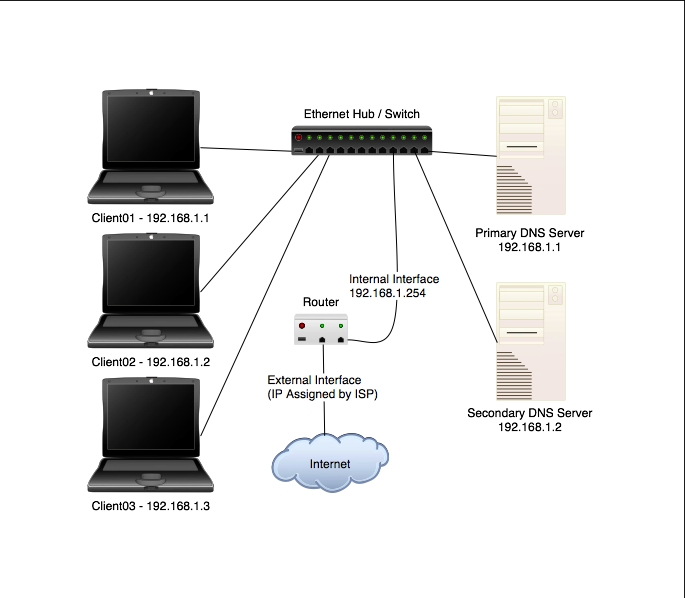 Ethernet Hub / Switch
Client01 - 192.168.1.1
Primary DNS Server
192.168.1.1
Internal Interface
192.168.1.254
Router
Client02 - 192.168.1.2
External Interface
(IP Assigned by ISP)
Secondary DNS Server
192.168.1.2
Internet
Client03 - 192.168.1.3